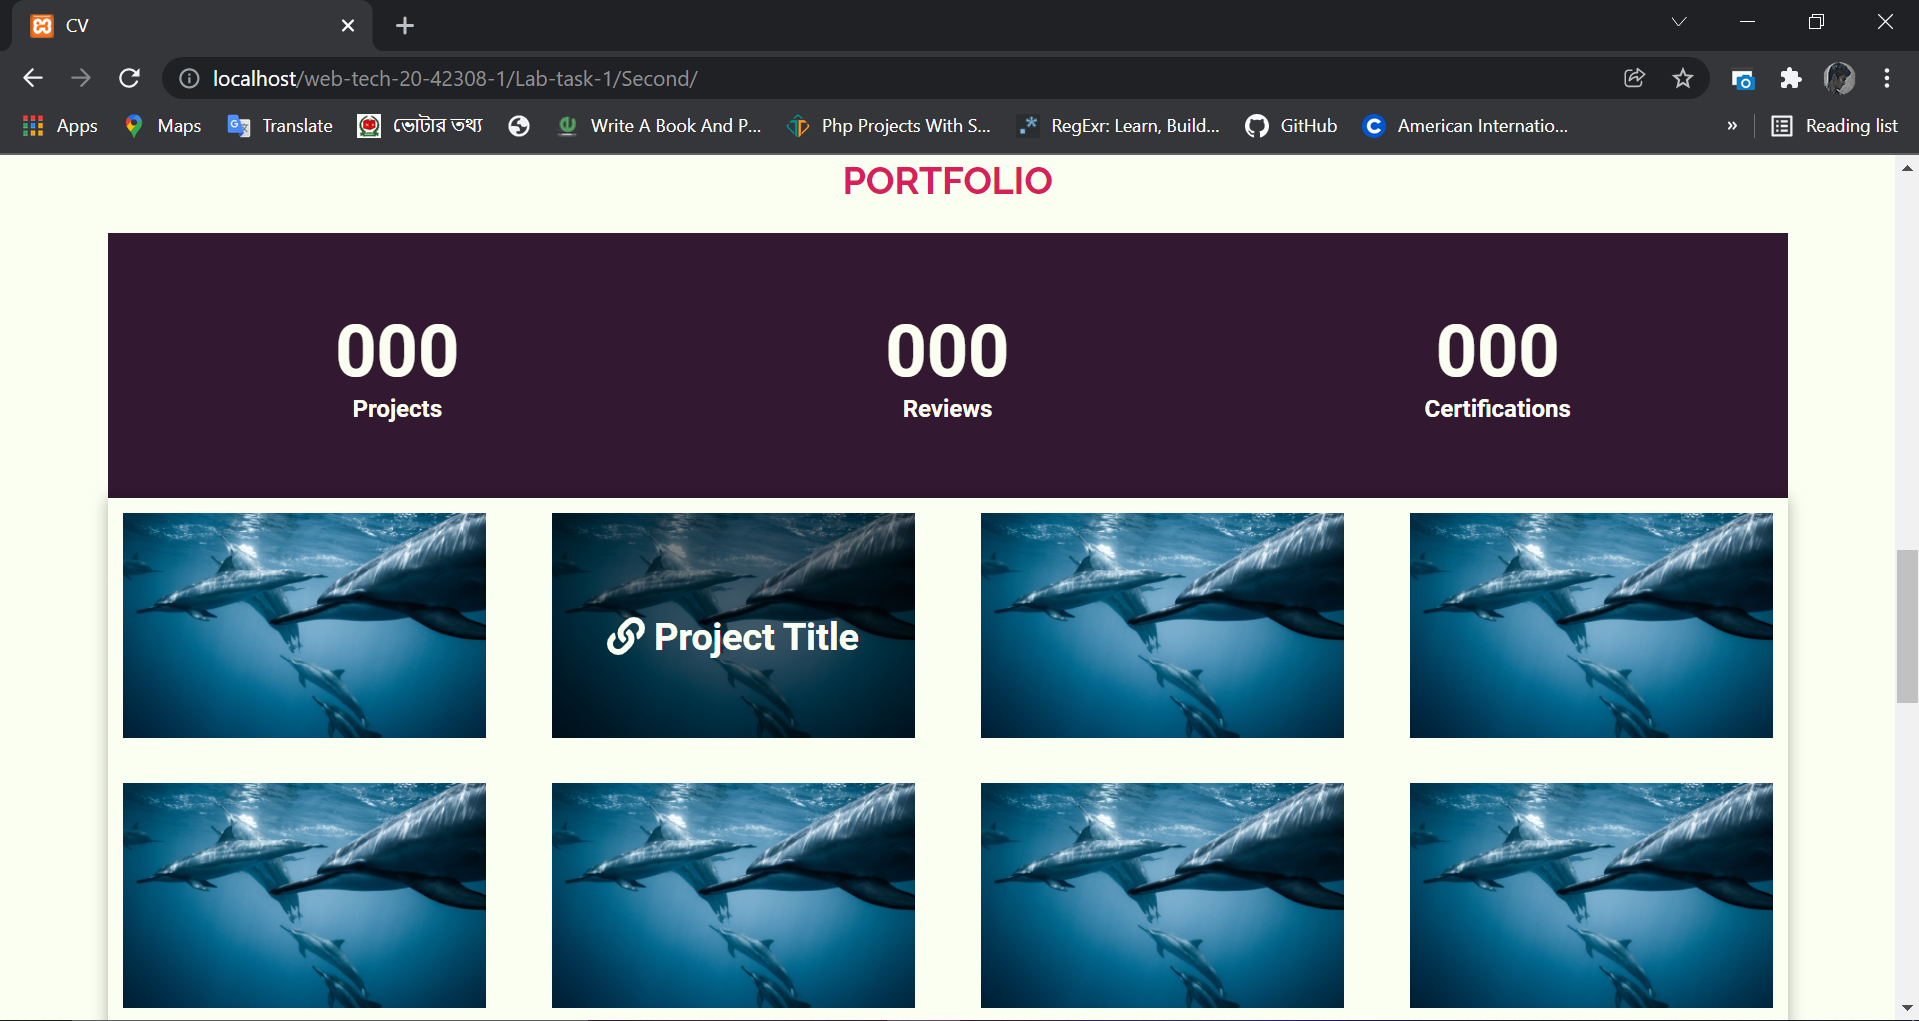 CV
localhost/web-tech-20-42308-1/Lab-task-1/Second/
Apps Maps Translate ভোটার তথ্য Write A Book And P... Php Projects With S... RegExr: Learn, Build... GitHub American Internatio... » Reading list
PORTFOLIO
000 000 000
Projects Reviews Certifications
Project Title